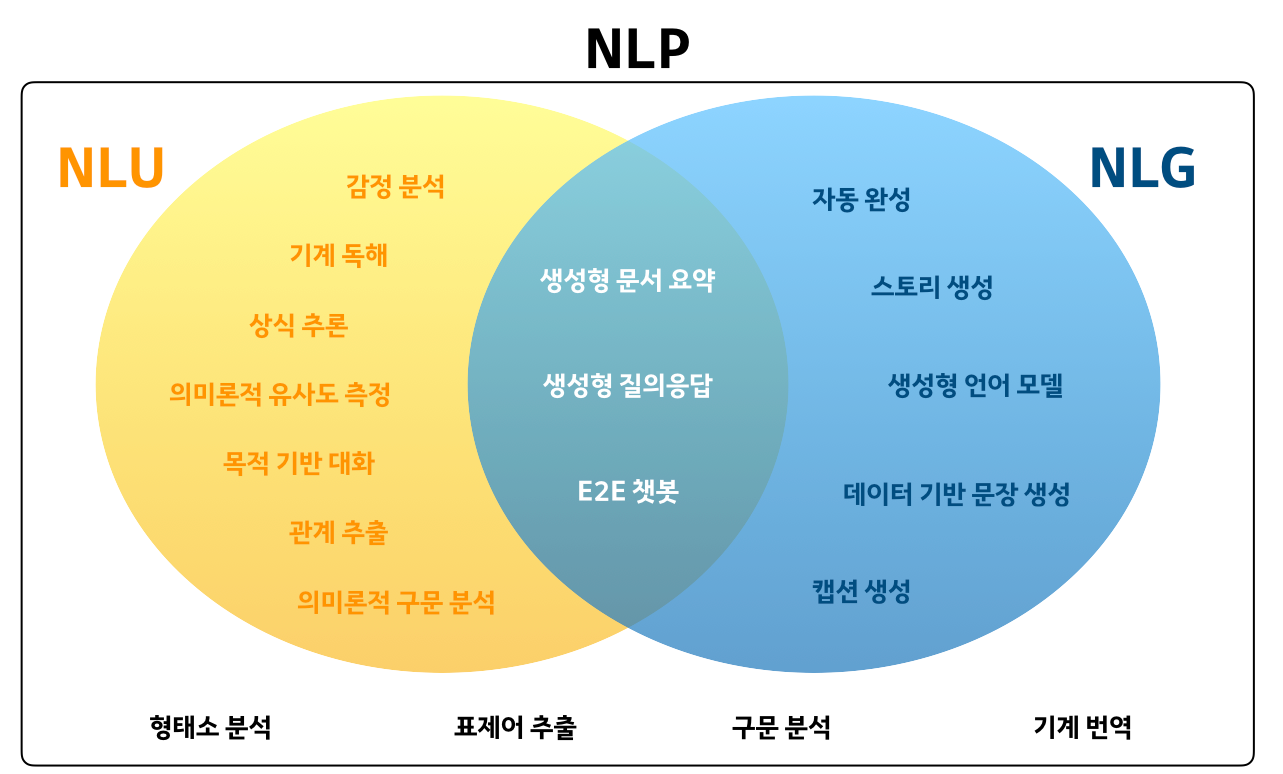 NLP
NLU
감정 분석
기계 독해
상식 추론
의미론적 유사도 측정
목적 기반 대화
관계 추출
의미론적 구문 분석
생성형 문서 요약
생성형 질의응답
E2E 챗봇
NLG
자동 완성
스토리 생성
생성형 언어 모델
데이터 기반 문장 생성
캡션 생성
형태소 분석
표제어 추출
구문 분석
기계 번역